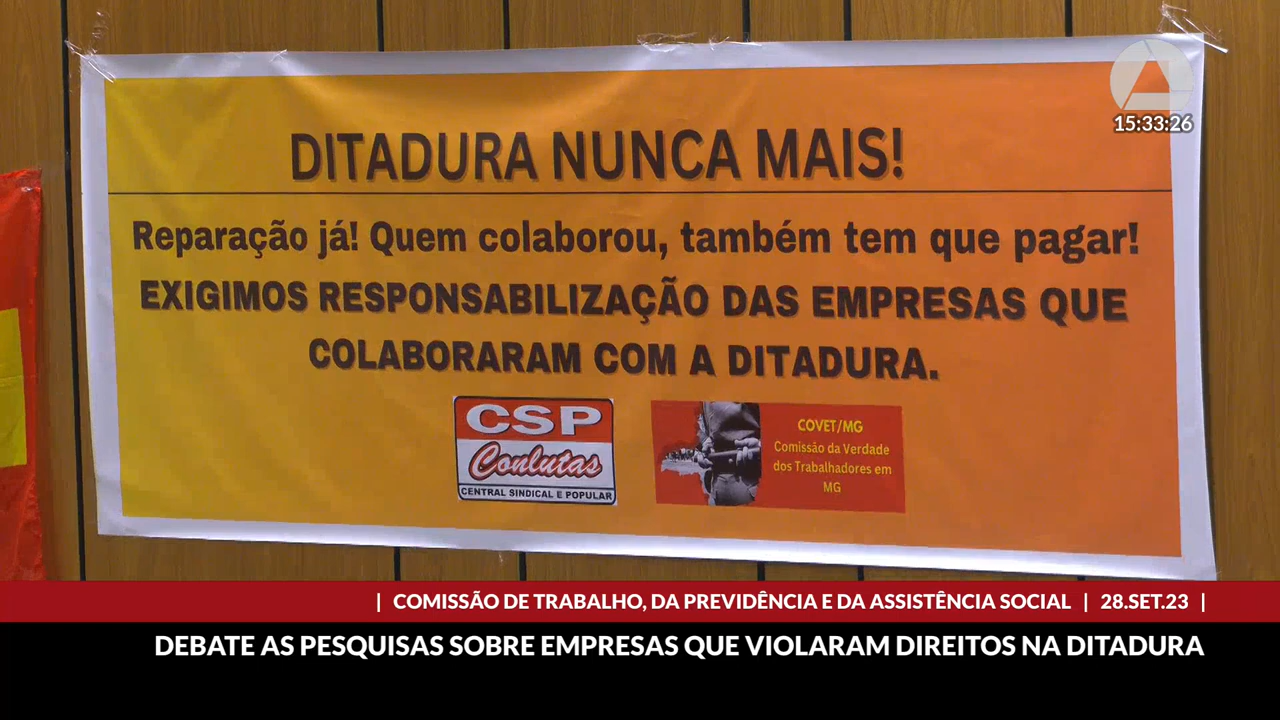 15:33:26
DITADURA NUNCA MAIS!
Reparação já! Quem colaborou, também tem que pagar!
EXIGIMOS RESPONSABILIZAÇÃO DAS EMPRESAS QUE
COLABORARAM COM A DITADURA.
CSP
Conlutas
CENTRAL SINDICAL E POPULAR
COVET/MG
Comissão da Verdade
dos Trabalhadores em
MG
| COMISSÃO DE TRABALHO, DA PREVIDÊNCIA E DA ASSISTÊNCIA SOCIAL | 28.SET.23 |
DEBATE AS PESQUISAS SOBRE EMPRESAS QUE VIOLARAM DIREITOS NA DITADURA